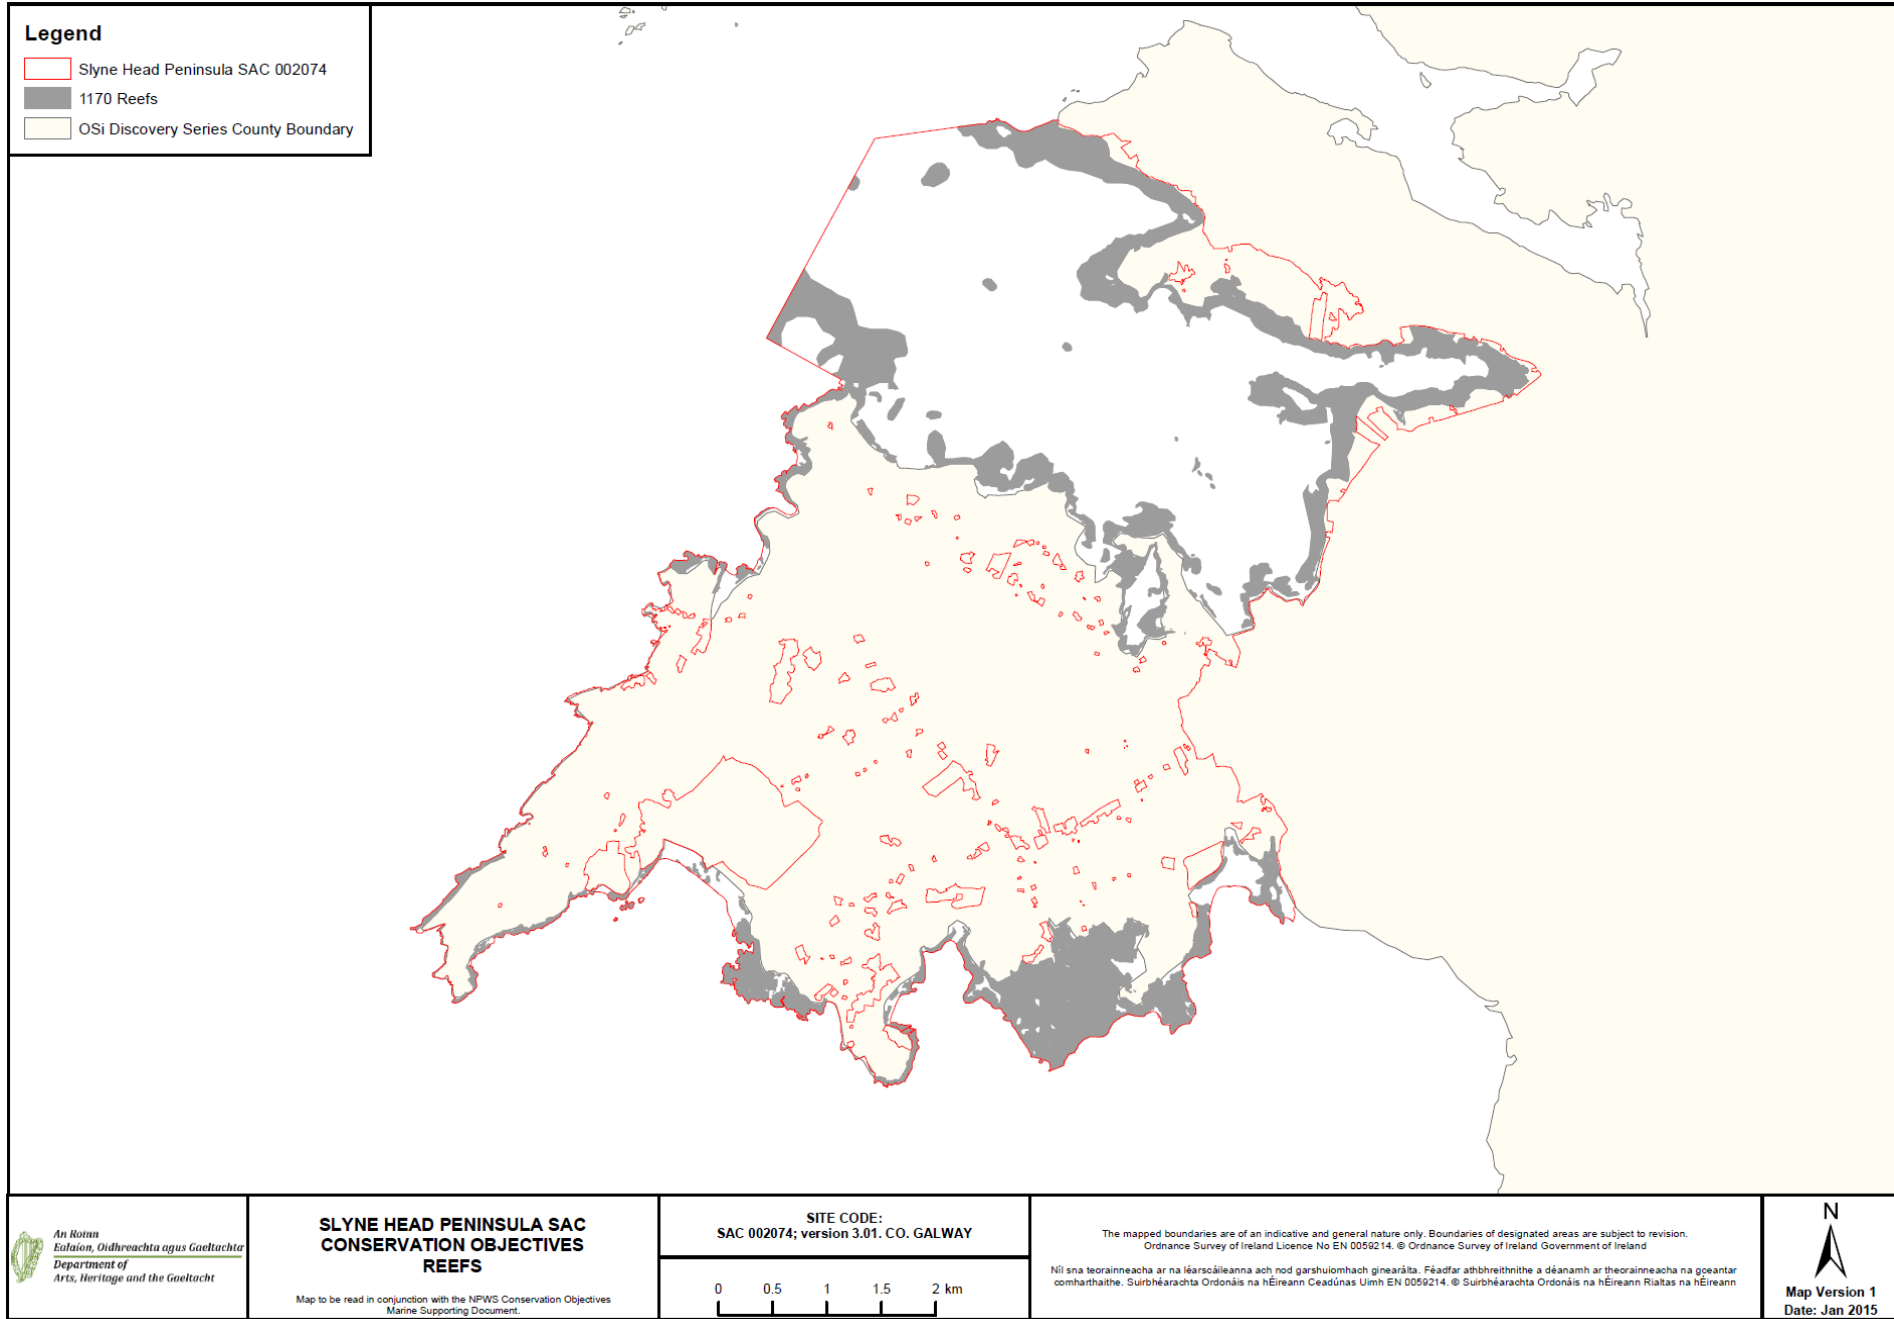 Legend
Slyne Head Peninsula SAC 002074
1170 Reefs
OSi Discovery Series County Boundary
An Roinn
Ealaíon, Oidhreachta agus Gaeltachta
Department of
Arts, Heritage and the Gaeltacht
SLYNE HEAD PENINSULA SAC
CONSERVATION OBJECTIVES
REEFS
Map to be read in conjunction with the NPWS Conservation Objectives
Marine Supporting Document.
SITE CODE:
SAC 002074; version 3.01. CO. GALWAY
0 0.5 1 1.5 2 km
The mapped boundaries are of an indicative and general nature only. Boundaries of designated areas are subject to revision.
Ordnance Survey of Ireland Licence No EN 0059214. © Ordnance Survey of Ireland Government of Ireland
Níl sna teorainneacha ar na léarscáileanna ach nod garshuiomhach ginearálta. Féadfar athbhreithnithe a déanamh ar theorainneacha na gceantar
comharthaithe. Suirbhéarachta Ordonáis na hÉireann Ceadúnas Uimh EN 0059214. © Suirbhéarachta Ordonáis na hÉireann Rialtas na hÉireann
N
Map Version 1
Date: Jan 2015